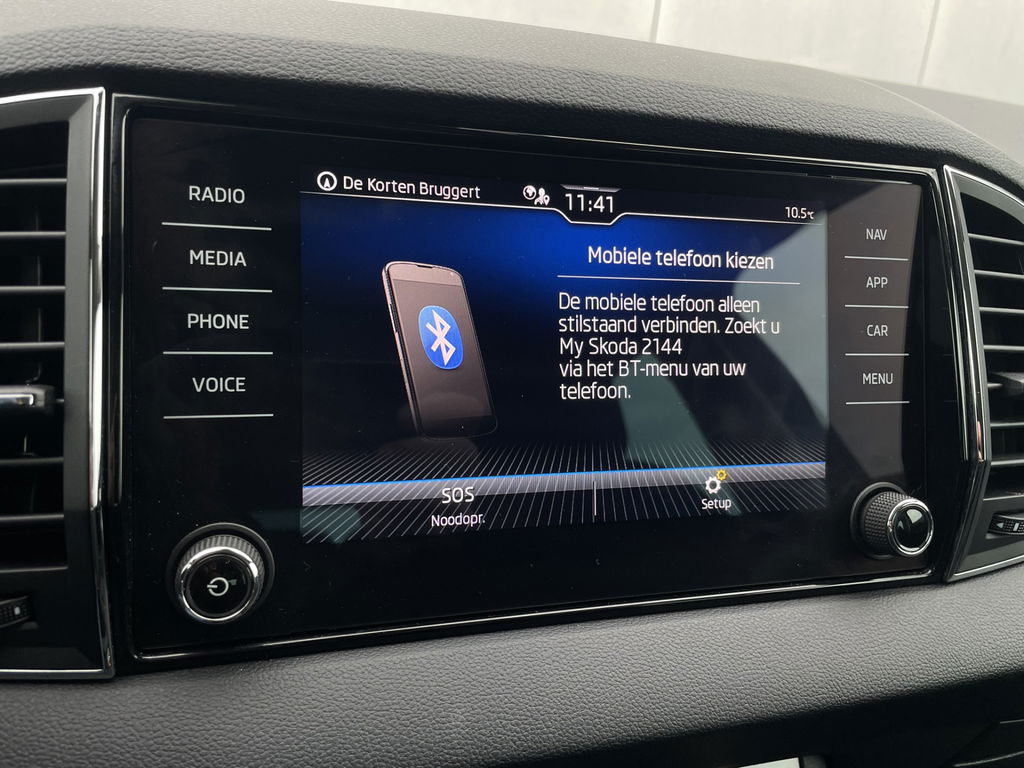 RADIO
MEDIA
PHONE
VOICE
De Korten Bruggert
11:41
10.5°C
Mobiele telefoon kiezen
De mobiele telefoon alleen
stilstaand verbinden. Zoekt u
My Skoda 2144
via het BT-menu van uw
telefoon.
SOS
Noodopr.
Setup
NAV
APP
CAR
MENU